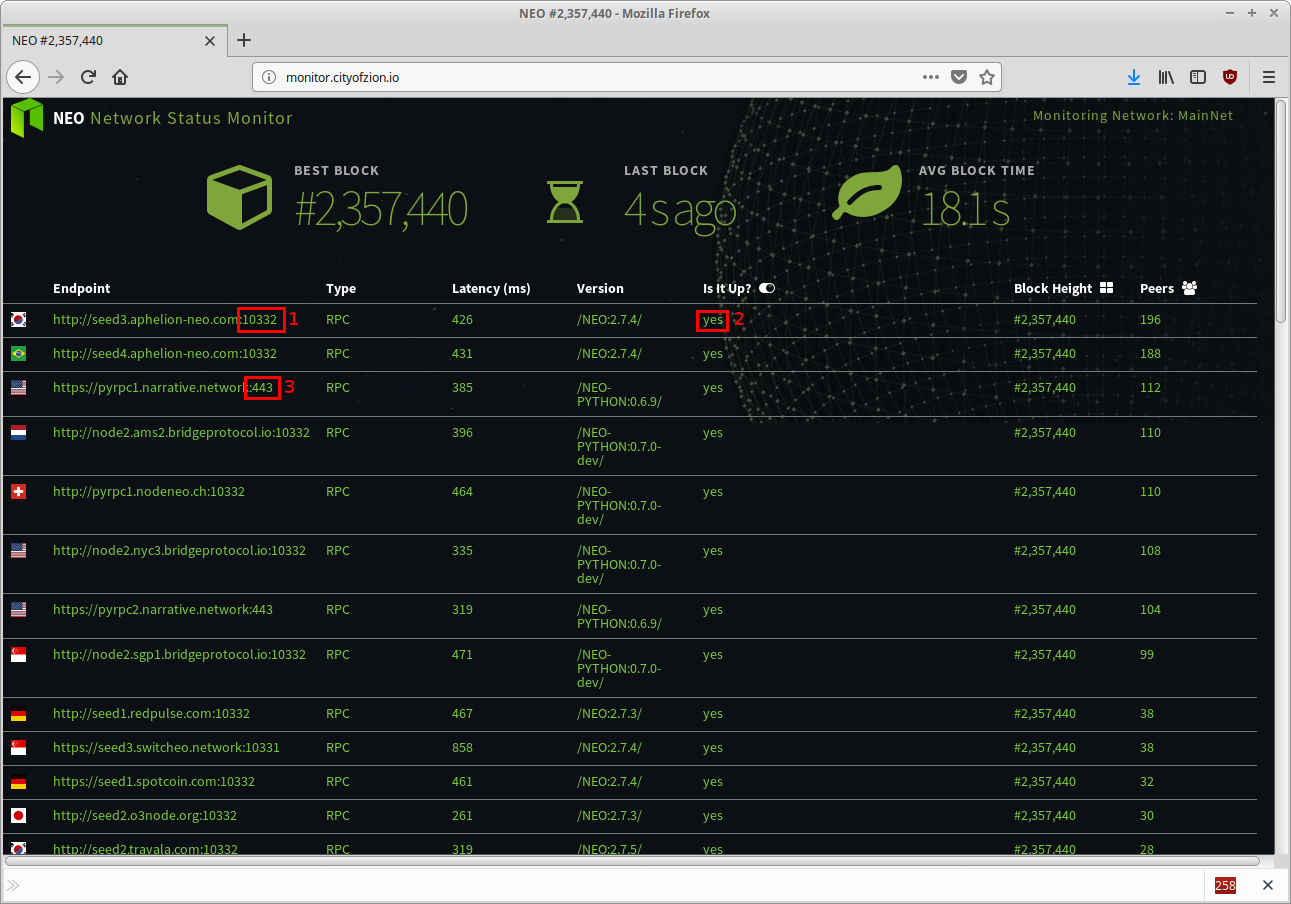 NEO #2,357,440 - Mozilla Firefox
NEO #2,357,440
monitor.cityofzion.io
NEO Network Status Monitor
Monitoring Network: MainNet
BEST BLOCK
#2,357,440
LAST BLOCK
4 s ago
AVG BLOCK TIME
18.1 s
Endpoint Type Latency (ms) Version Is It Up? Block Height Peers
http://seed3.aphelion-neo.com:10332 1 RPC 426 /NEO:2.7.4/ yes 2 #2,357,440 196
http://seed4.aphelion-neo.com:10332 RPC 431 /NEO:2.7.4/ yes #2,357,440 188
https://pyrpc1.narrative.network:443 3 RPC 385 /NEO- yes #2,357,440 112
PYTHON:0.6.9/
http://node2.ams2.bridgeprotocol.io:10332 RPC 396 /NEO- yes #2,357,440 110
PYTHON:0.7.0-
dev/
http://pyrpc1.nodeneo.ch:10332 RPC 464 /NEO- yes #2,357,440 110
PYTHON:0.7.0-
dev/
http://node2.nyc3.bridgeprotocol.io:10332 RPC 335 /NEO- yes #2,357,440 108
PYTHON:0.7.0-
dev/
https://pyrpc2.narrative.network:443 RPC 319 /NEO- yes #2,357,440 104
PYTHON:0.6.9/
http://node2.sgp1.bridgeprotocol.io:10332 RPC 471 /NEO- yes #2,357,440 99
PYTHON:0.7.0-
dev/
http://seed1.redpulse.com:10332 RPC 467 /NEO:2.7.3/ yes #2,357,440 38
https://seed3.switcheo.network:10331 RPC 858 /NEO:2.7.4/ yes #2,357,440 38
https://seed1.spotcoin.com:10332 RPC 461 /NEO:2.7.4/ yes #2,357,440 32
http://seed2.o3node.org:10332 RPC 261 /NEO:2.7.3/ yes #2,357,440 30
http://seed2.travala.com:10332 RPC 319 /NEO:2.7.5/ yes #2,357,440 28
258